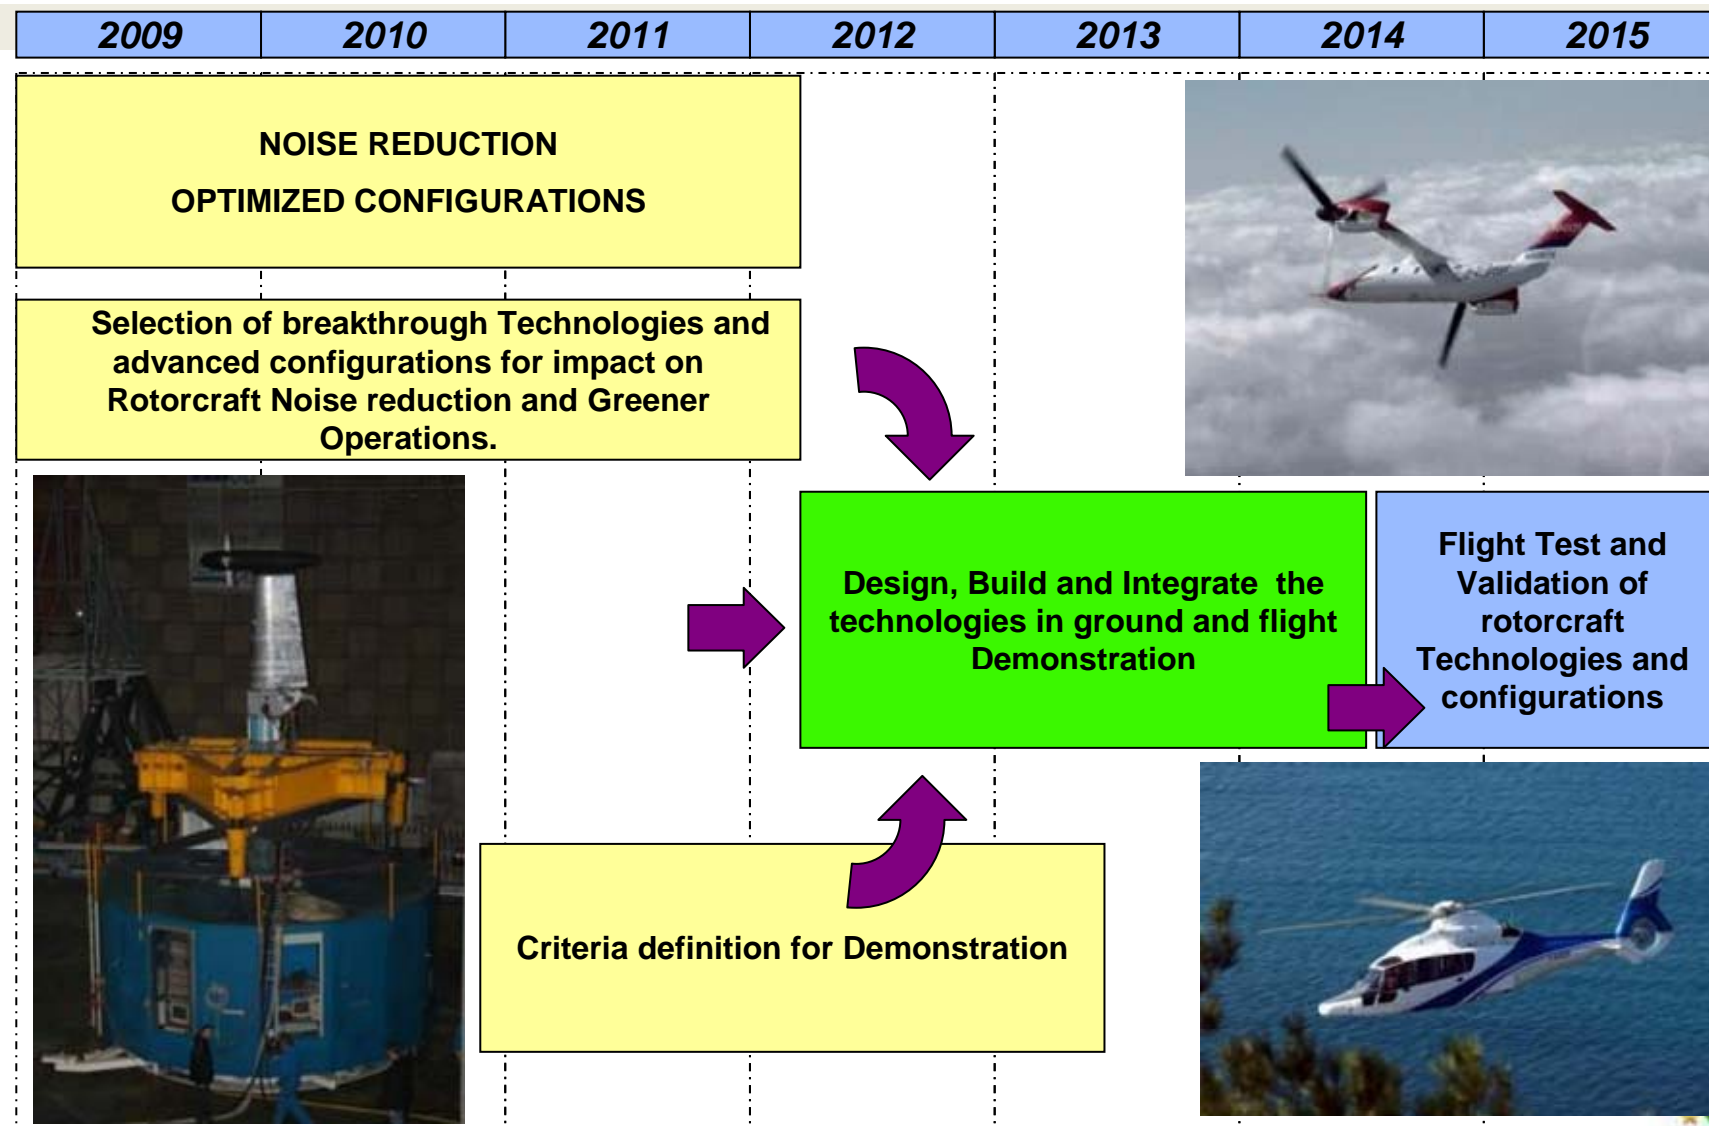 2009 2010 2011 2012 2013 2014 2015
NOISE REDUCTION
OPTIMIZED CONFIGURATIONS
Selection of breakthrough Technologies and
advanced configurations for impact on
Rotorcraft Noise reduction and Greener
Operations.
Design, Build and Integrate the
technologies in ground and flight
Demonstration
Flight Test and
Validation of
rotorcraft
Technologies and
configurations
Criteria definition for Demonstration